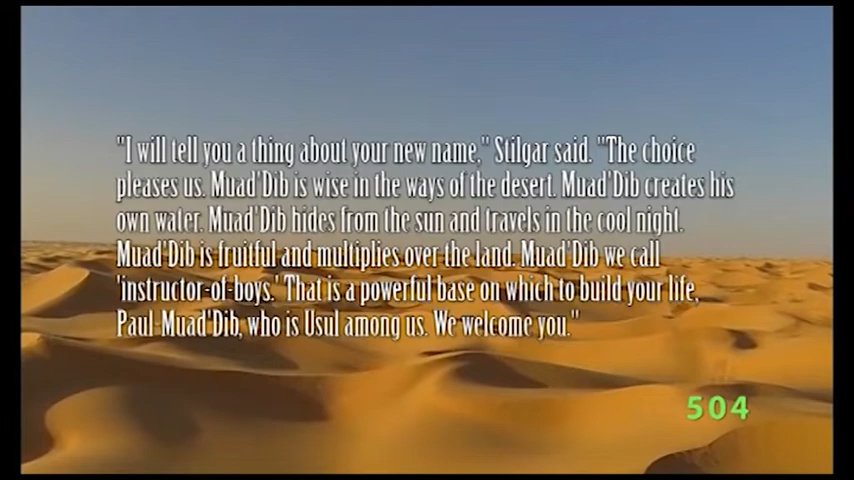 "I will tell you a thing about your new name," Stilgar said. "The choice
pleases us. Muad'Dib is wise in the ways of the desert. Muad'Dib creates his
own water. Muad'Dib hides from the sun and travels in the cool night.
Muad'Dib is fruitful and multiplies over the land. Muad'Dib we call
'instructor-of-boys.' That is a powerful base on which to build your life,
Paul-Muad'Dib, who is Usul among us. We welcome you."
504